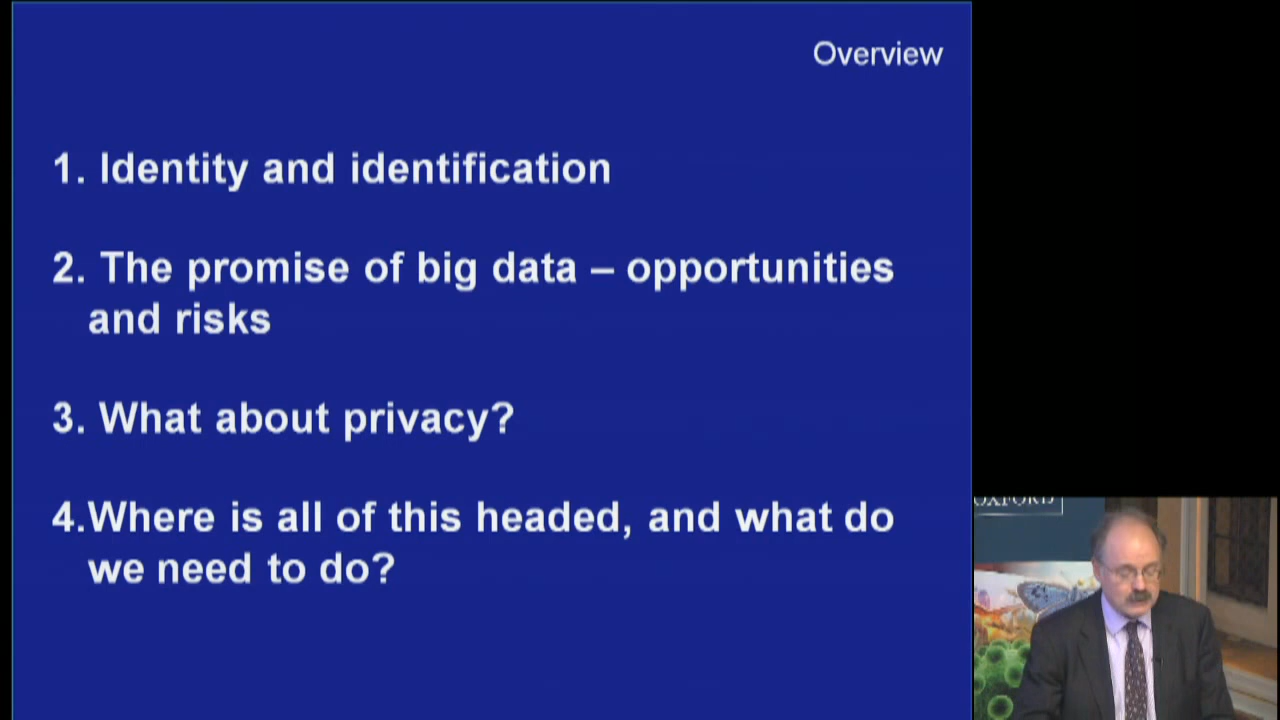 Overview
1. Identity and identification
2. The promise of big data – opportunities
and risks
3. What about privacy?
4.Where is all of this headed, and what do
we need to do?
OXFORD